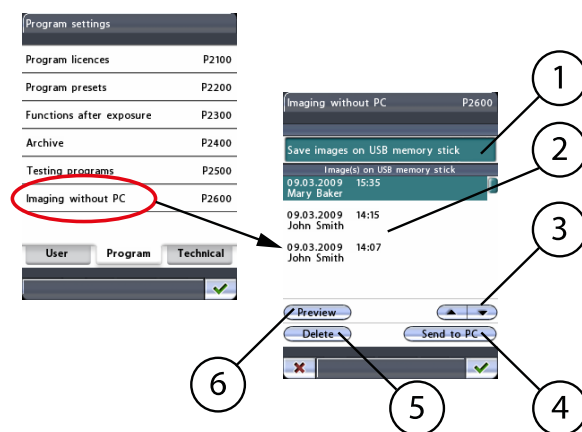 Program settings
Program licences P2100
Program presets P2200
Functions after exposure P2300
Archive P2400
Testing programs P2500
Imaging without PC P2600
User Program Technical
Imaging without PC P2600
Save images on USB memory stick
Image(s) on USB memory stick
09.03.2009 15:35
Mary Baker
09.03.2009 14:15
John Smith
09.03.2009 14:07
John Smith
Preview
Delete Send to PC
1
2
3
4
5
6